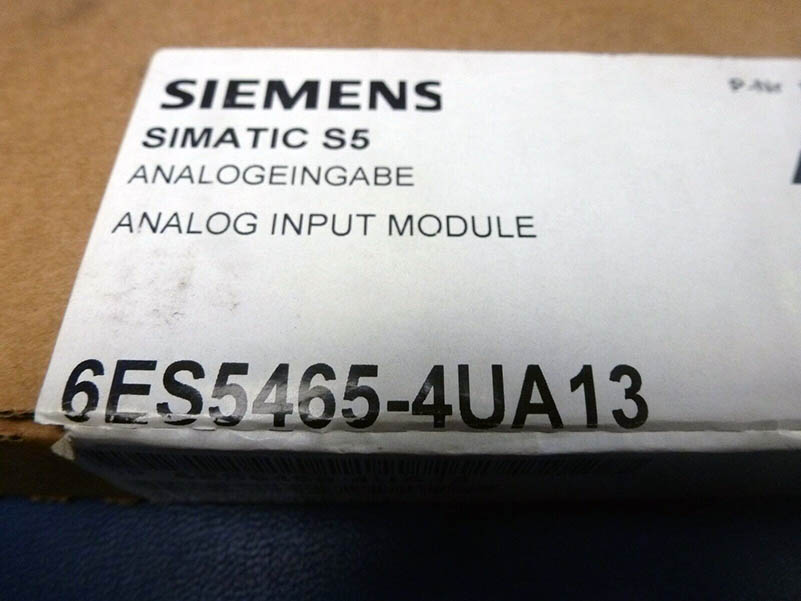 SIEMENS
SIMATIC S5
ANALOGEINGABE
ANALOG INPUT MODULE
6ES5465-4UA13